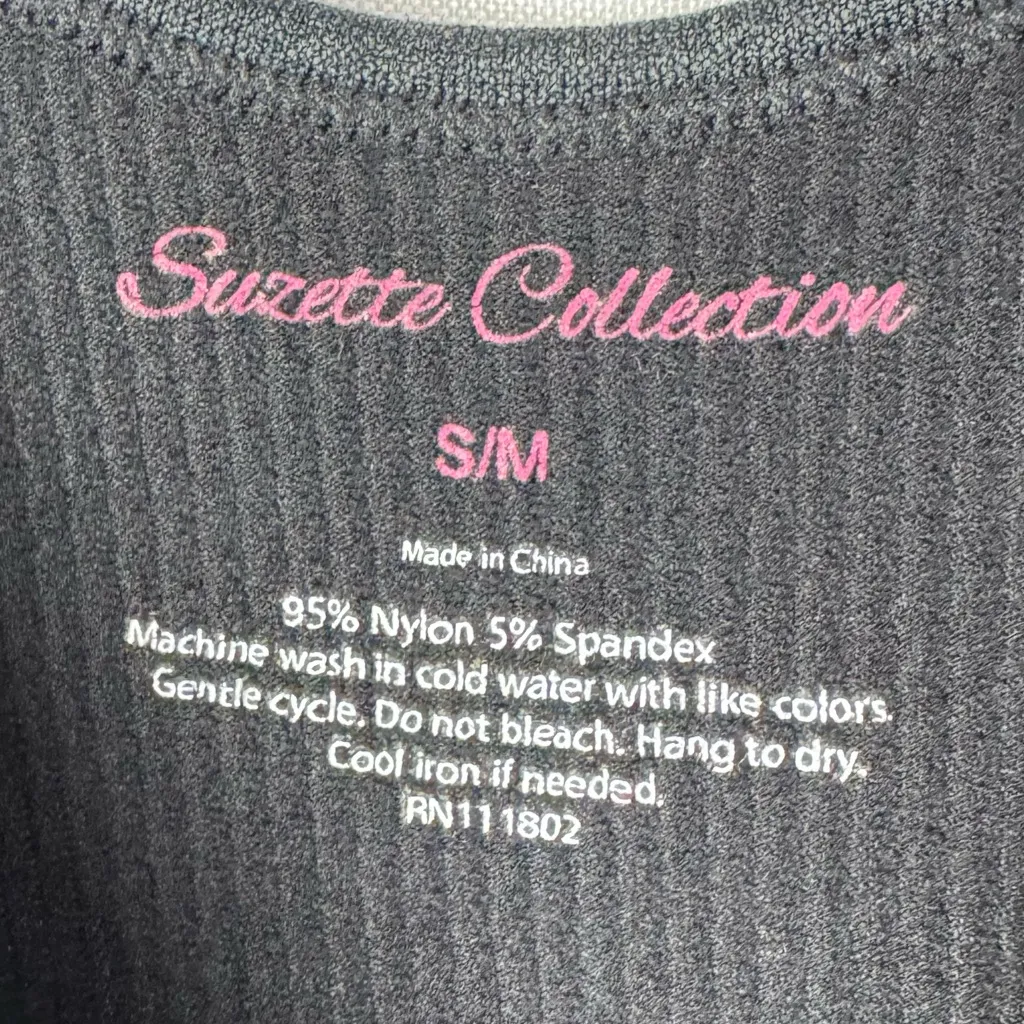 Suzette Collection
S/M
Made in China
95% Nylon 5% Spandex
Machine wash in cold water with like colors.
Gentle cycle. Do not bleach. Hang to dry.
Cool iron if needed.
RN111802